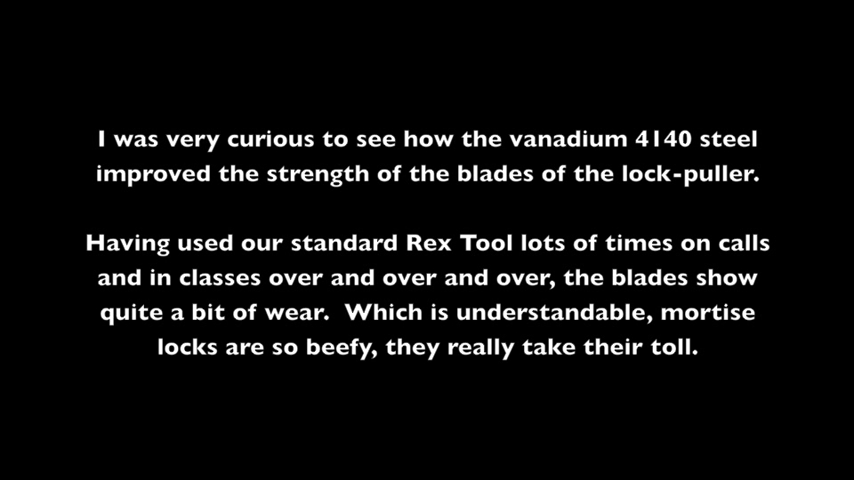 I was very curious to see how the vanadium 4140 steel
improved the strength of the blades of the lock-puller.
Having used our standard Rex Tool lots of times on calls
and in classes over and over and over, the blades show
quite a bit of wear.  Which is understandable, mortise
locks are so beefy, they really take their toll.